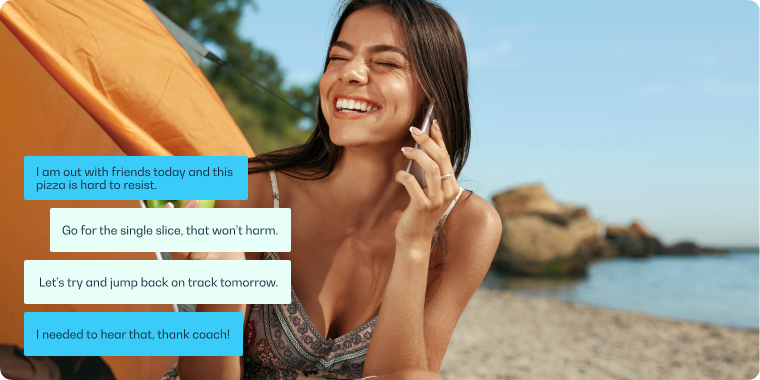 I am out with friends today and this
pizza is hard to resist.
Go for the single slice, that won't harm.
Let's try and jump back on track tomorrow.
I needed to hear that, thank coach!